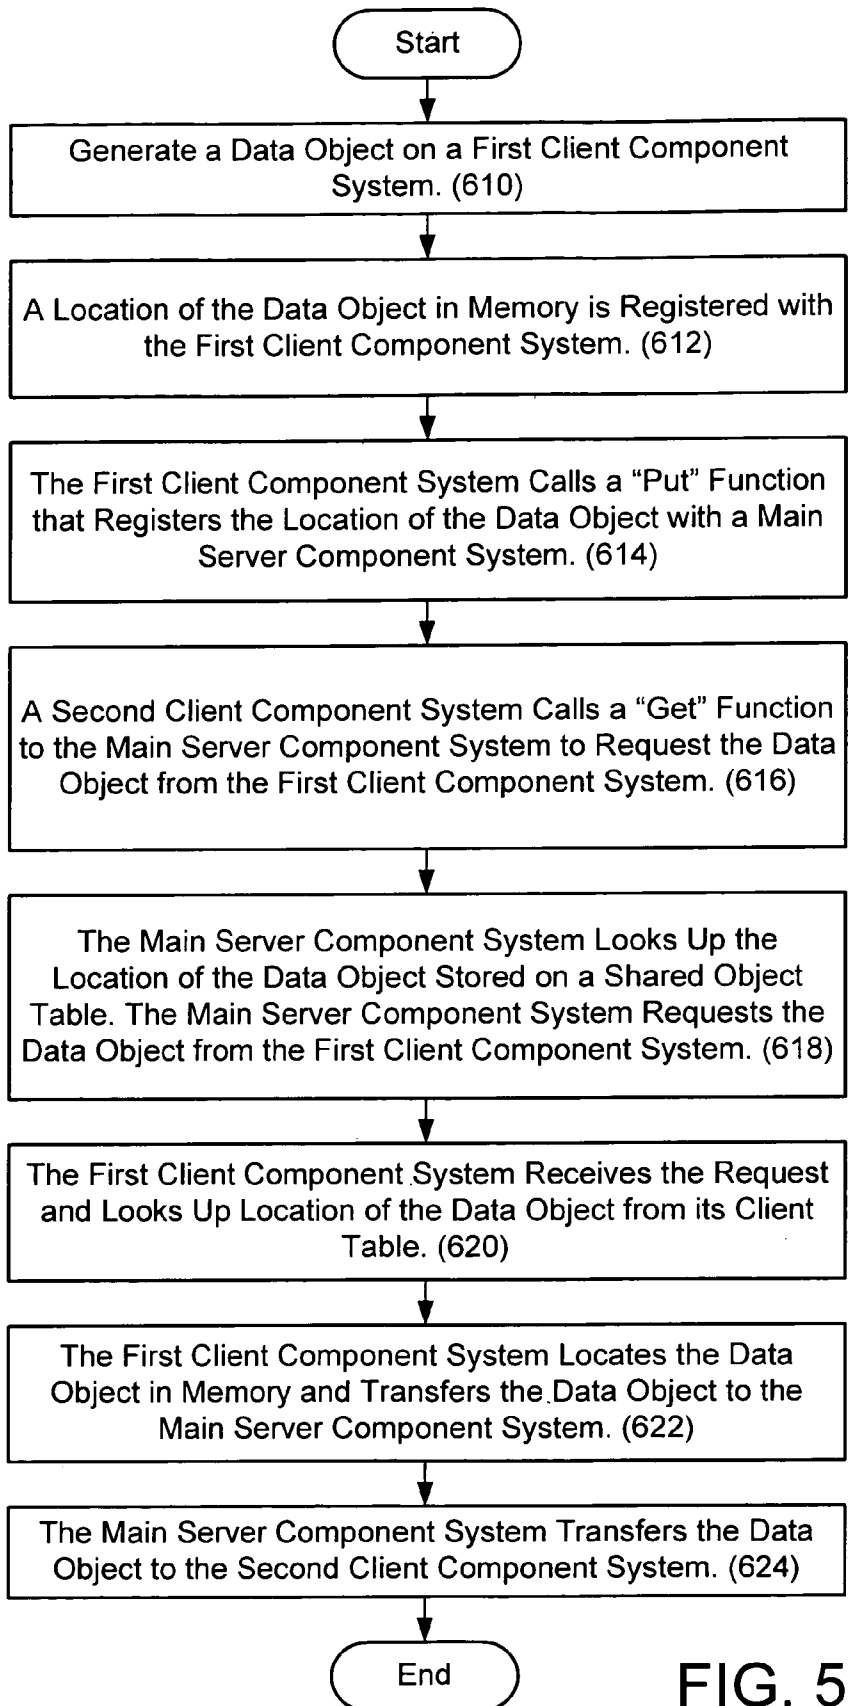 Start
Generate a Data Object on a First Client Component
System. (610)
A Location of the Data Object in Memory is Registered with
the First Client Component System. (612)
The First Client Component System Calls a “Put” Function
that Registers the Location of the Data Object with a Main
Server Component System. (614)
A Second Client Component System Calls a “Get” Function
to the Main Server Component System to Request the Data
Object from the First Client Component System. (616)
The Main Server Component System Looks Up the
Location of the Data Object Stored on a Shared Object
Table. The Main Server Component System Requests the
Data Object from the First Client Component System. (618)
The First Client Component System Receives the Request
and Looks Up Location of the Data Object from its Client
Table. (620)
The First Client Component System Locates the Data
Object in Memory and Transfers the Data Object to the
Main Server Component System. (622)
The Main Server Component System Transfers the Data
Object to the Second Client Component System. (624)
End
FIG. 5